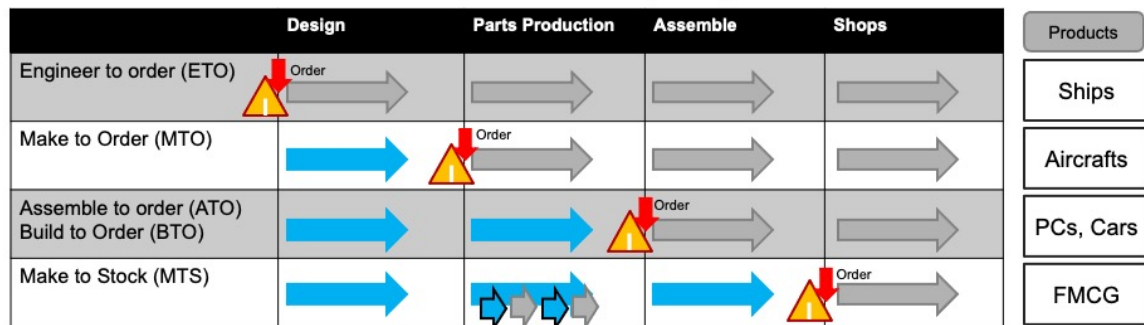 Design Parts Production Assemble Shops
Products
Engineer to order (ETO)
Order
Ships
Make to Order (MTO)
Order
Aircrafts
Assemble to order (ATO)
Build to Order (BTO)
Order
PCs, Cars
Make to Stock (MTS)
Order
FMCG